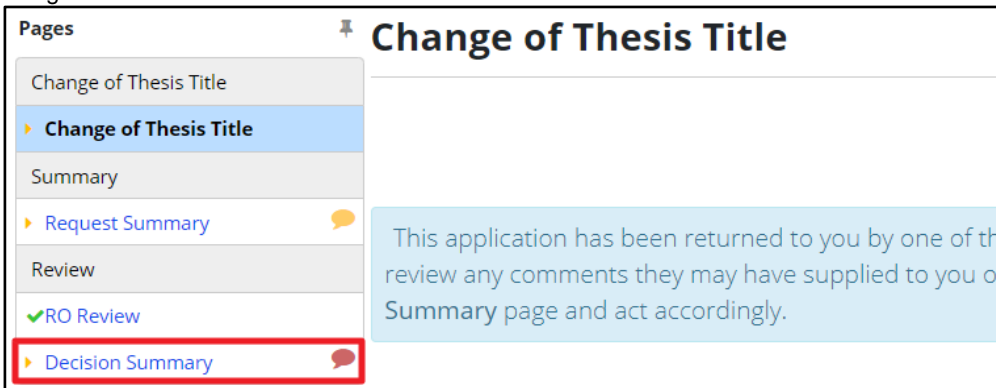 Pages
Change of Thesis Title
Change of Thesis Title
Change of Thesis Title
Summary
Request Summary
Review
RO Review
Decision Summary
This application has been returned to you by one of
review any comments they may have supplied to you
Summary page and act accordingly.